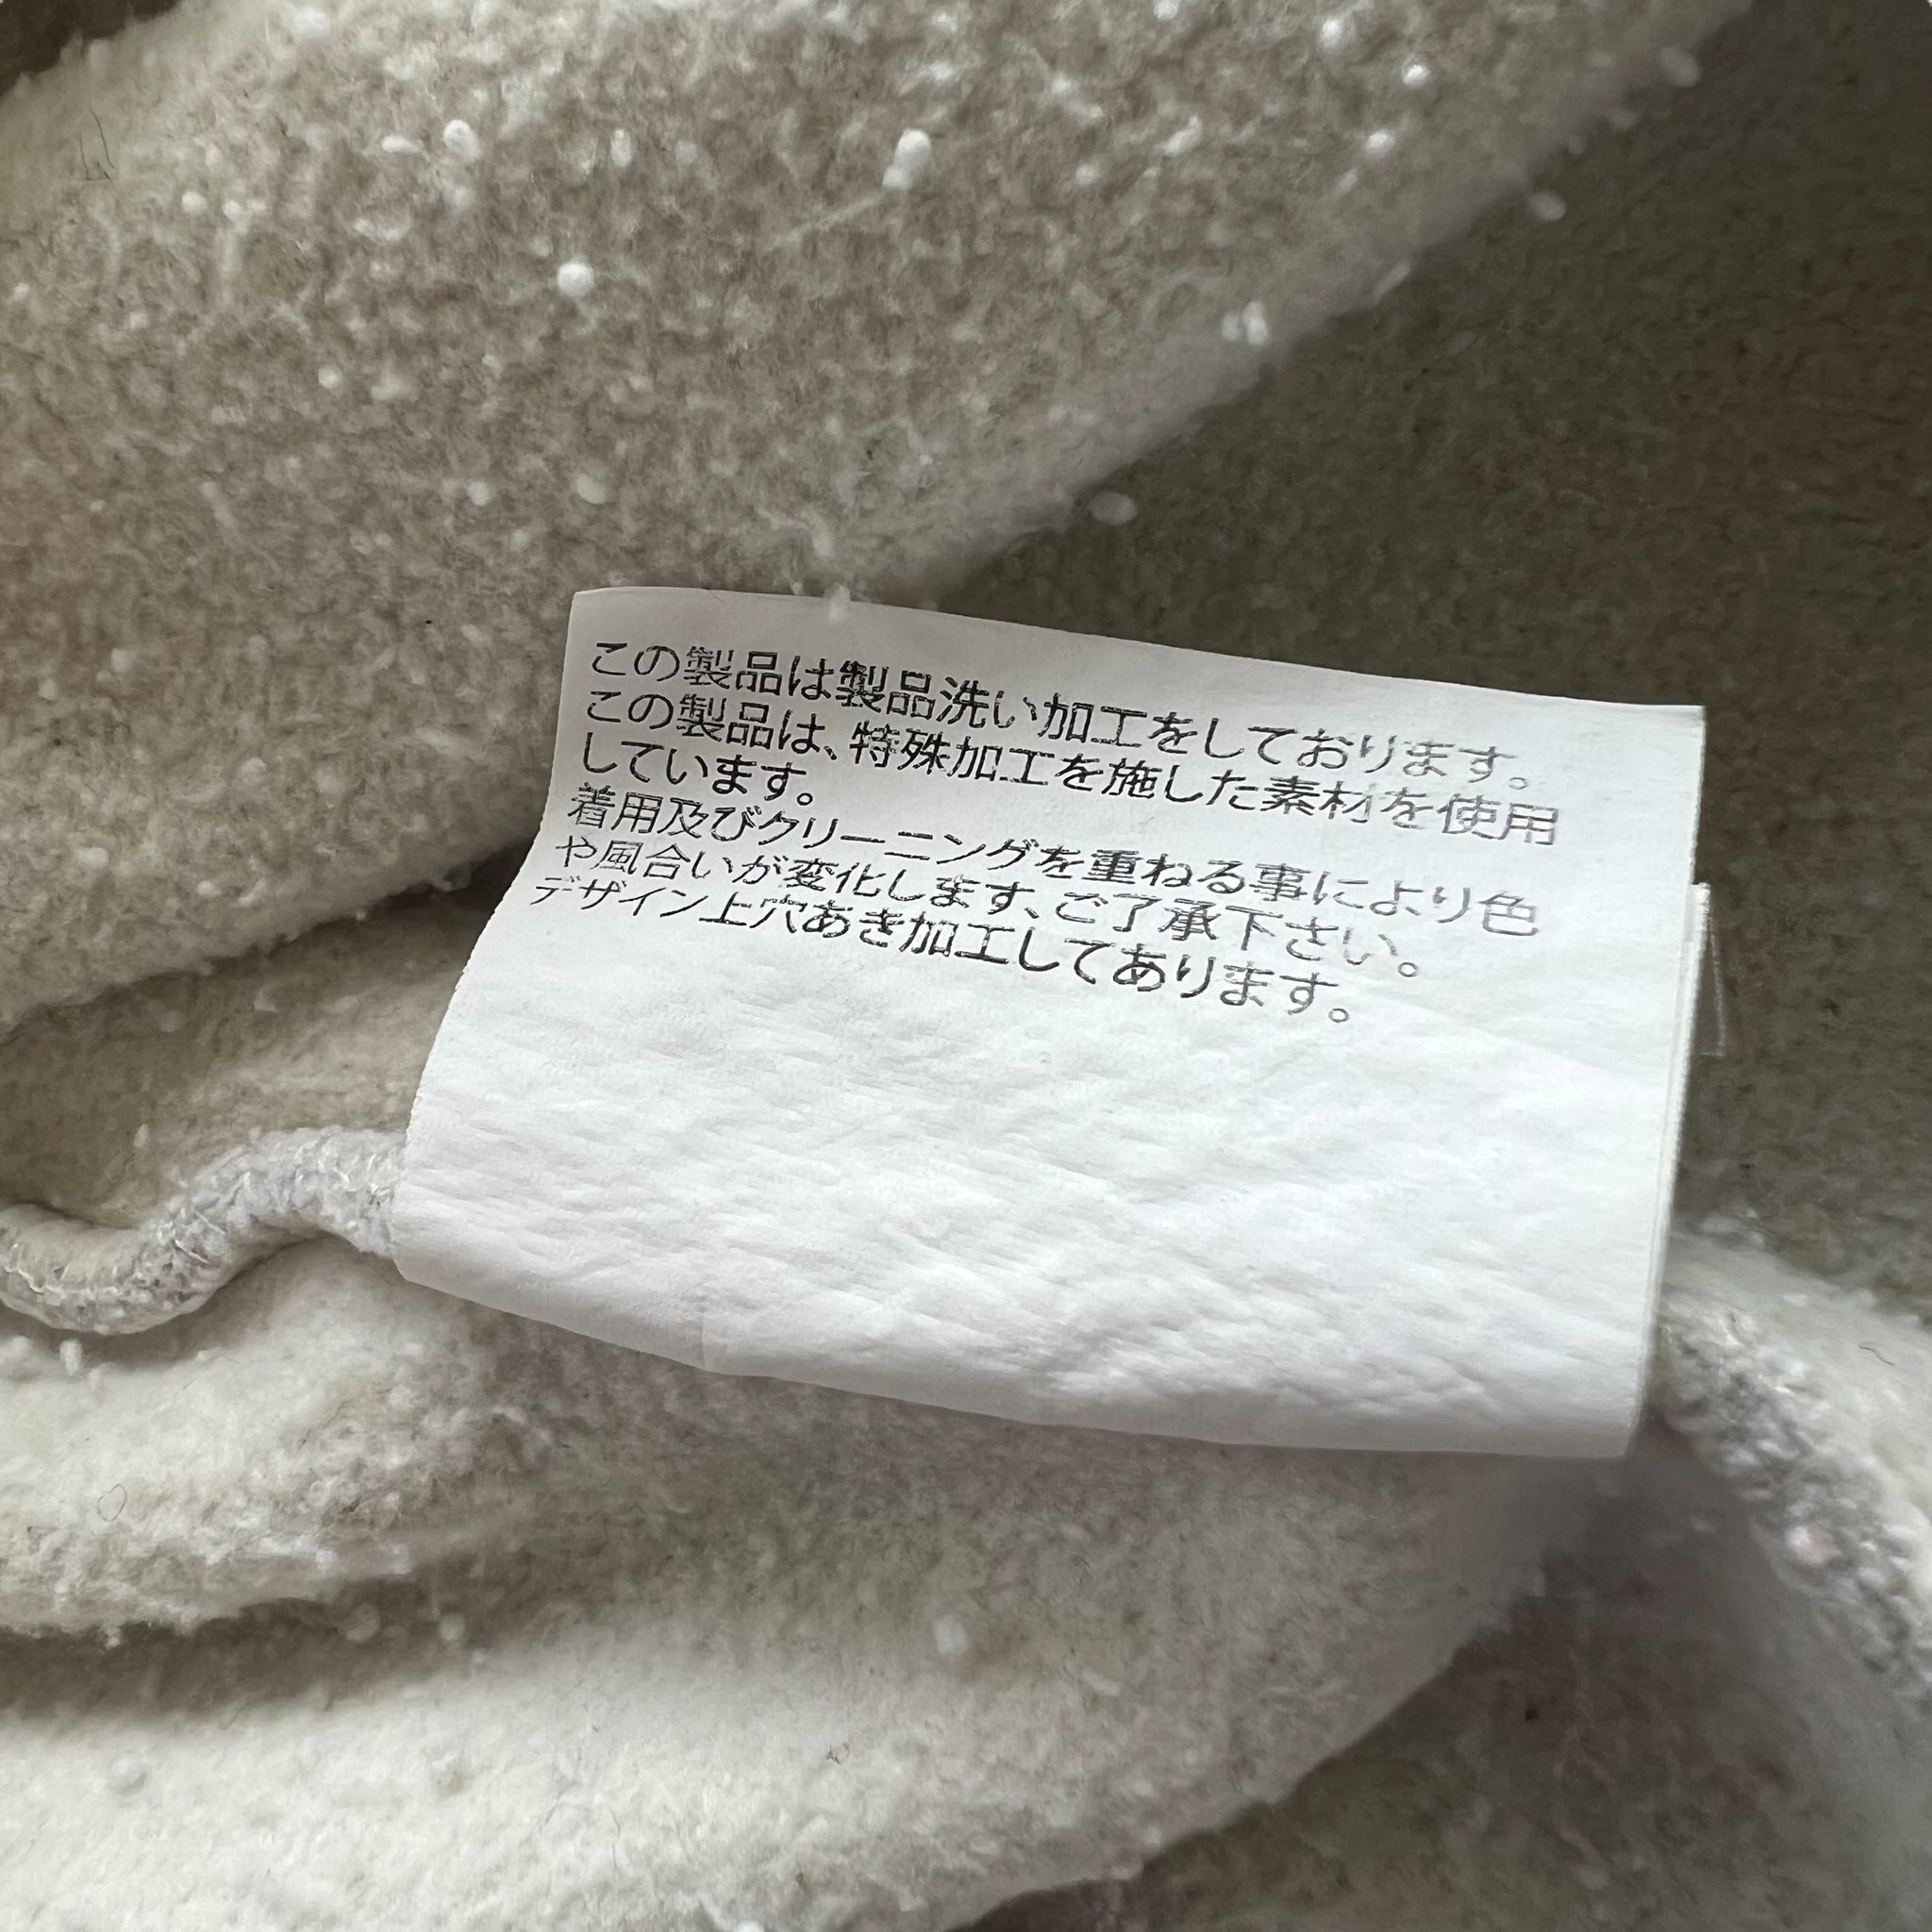 この製品は製品洗い加工をしております。
この製品は、特殊加工を施した素材を使用
しています。
着用及びクリーニングを重ねる事により色
や風合いが変化します、ご了承下さい。
デザイン上穴あき加工してあります。